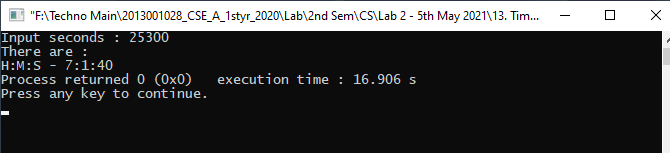 "F:\Techno Main\2013001028_CSE_A_1styr_2020\Lab\2nd Sem\CS\Lab 2 - 5th May 2021\13. Tim...
Input seconds : 25300
There are :
H:M:S - 7:1:40
Process returned 0 (0x0)   execution time : 16.906 s
Press any key to continue.